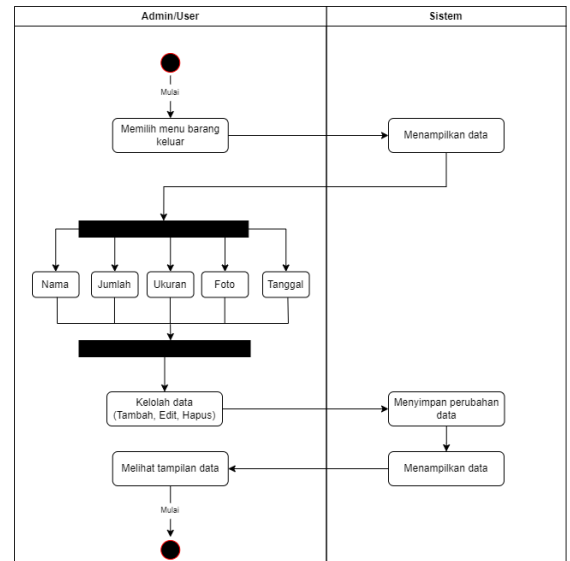 Admin/User
Sistem
Mulai
Memilih menu barang
keluar
Menampilkan data
Nama
Jumlah
Ukuran
Foto
Tanggal
Kelolah data
(Tambah, Edit, Hapus)
Menyimpan perubahan
data
Melihat tampilan data
Menampilkan data
Mulai